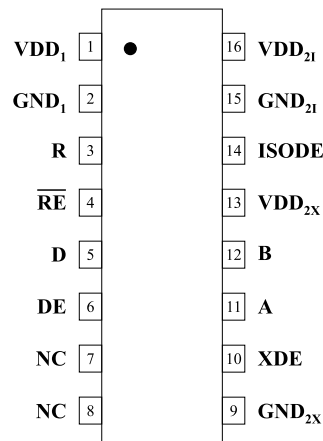 VDD₁ 1 16 VDD₂I
GND₁ 2 15 GND₂I
R 3 14 ISODE
R̅E̅ 4 13 VDD₂X
D 5 12 B
DE 6 11 A
NC 7 10 XDE
NC 8 9 GND₂X